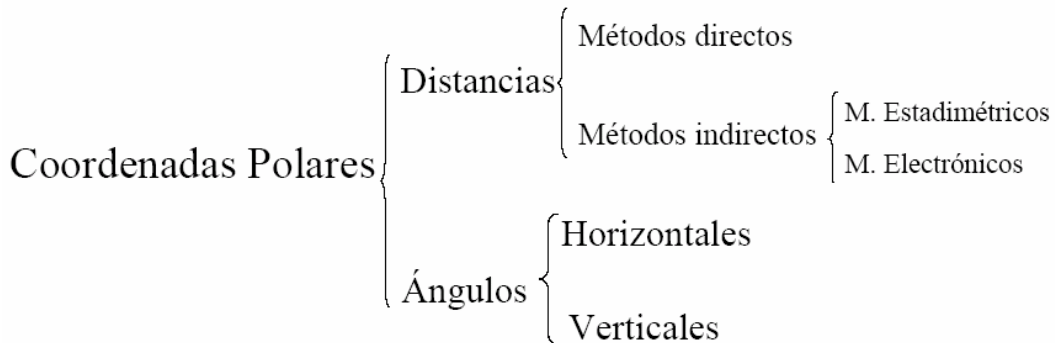 Coordenadas Polares
Distancias
Métodos directos
Métodos indirectos
M. Estadimétricos
M. Electrónicos
Ángulos
Horizontales
Verticales